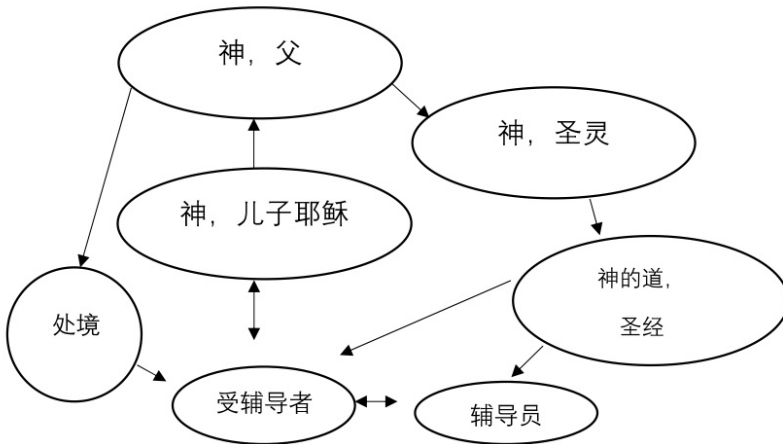 神，父
神，圣灵
神，儿子耶稣
神的道，
圣经
处境
受辅导者
辅导员